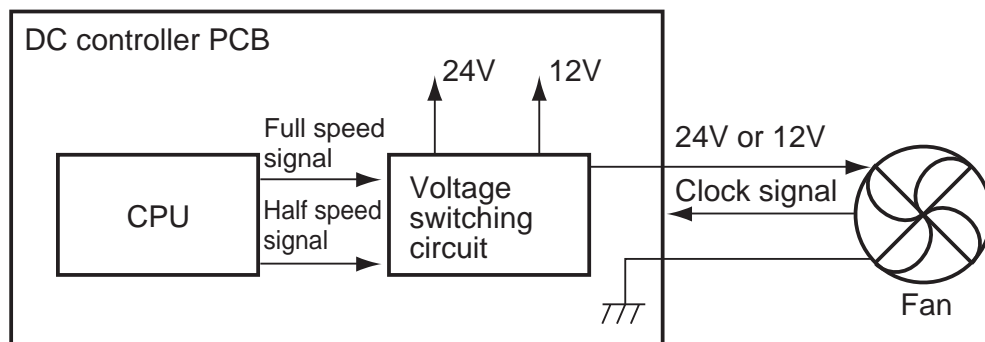 DC controller PCB
24V
12V
Full speed
signal
24V or 12V
CPU
Voltage
switching
circuit
Clock signal
Half speed
signal
Fan